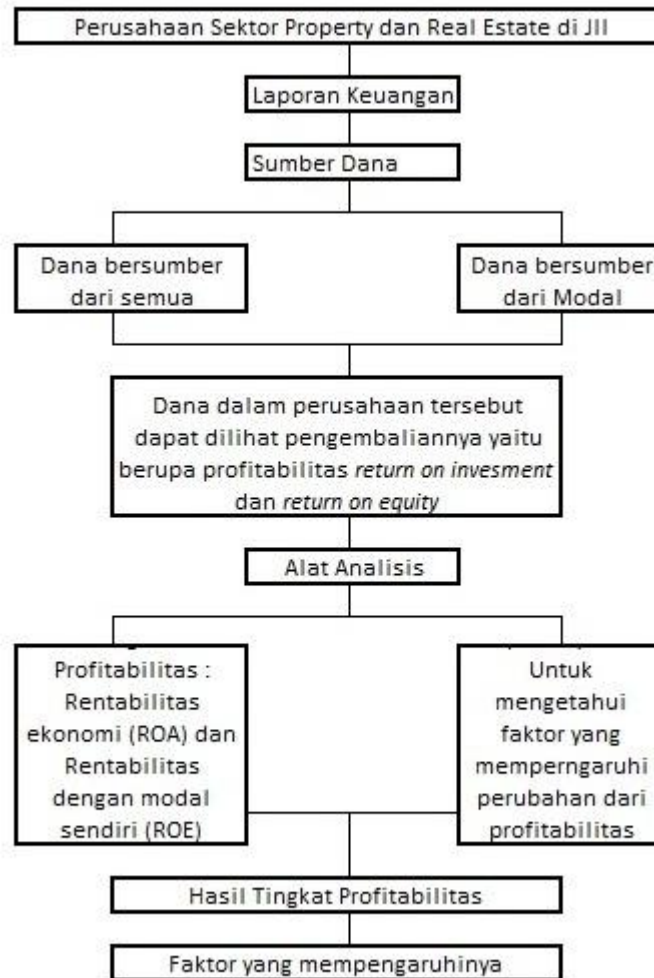 Perusahaan Sektor Property dan Real Estate di JII
Laporan Keuangan
Sumber Dana
Dana bersumber
dari semua
Dana bersumber
dari Modal
Dana dalam perusahaan tersebut
dapat dilihat pengembaliannya yaitu
berupa profitabilitas return on invesment
dan return on equity
Alat Analisis
Profitabilitas :
Rentabilitas
ekonomi (ROA) dan
Rentabilitas
dengan modal
sendiri (ROE)
Untuk
mengetahui
faktor yang
memperngaruhi
perubahan dari
profitabilitas
Hasil Tingkat Profitabilitas
Faktor yang mempengaruhinya